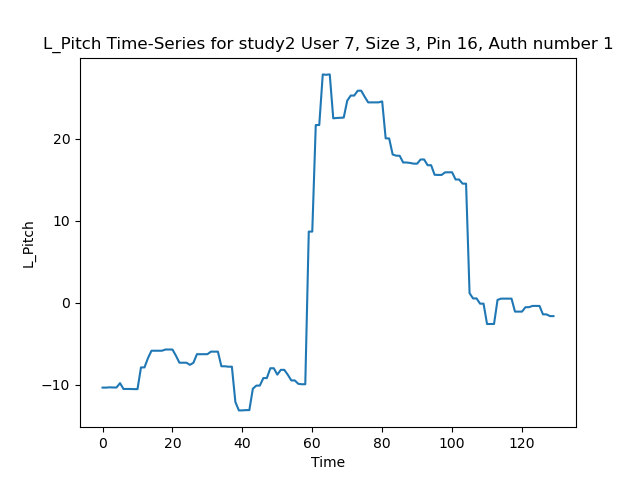 L_Pitch Time-Series for study2 User 7, Size 3, Pin 16, Auth number 1
20
10
0
−10
L_Pitch
0 20 40 60 80 100 120
Time